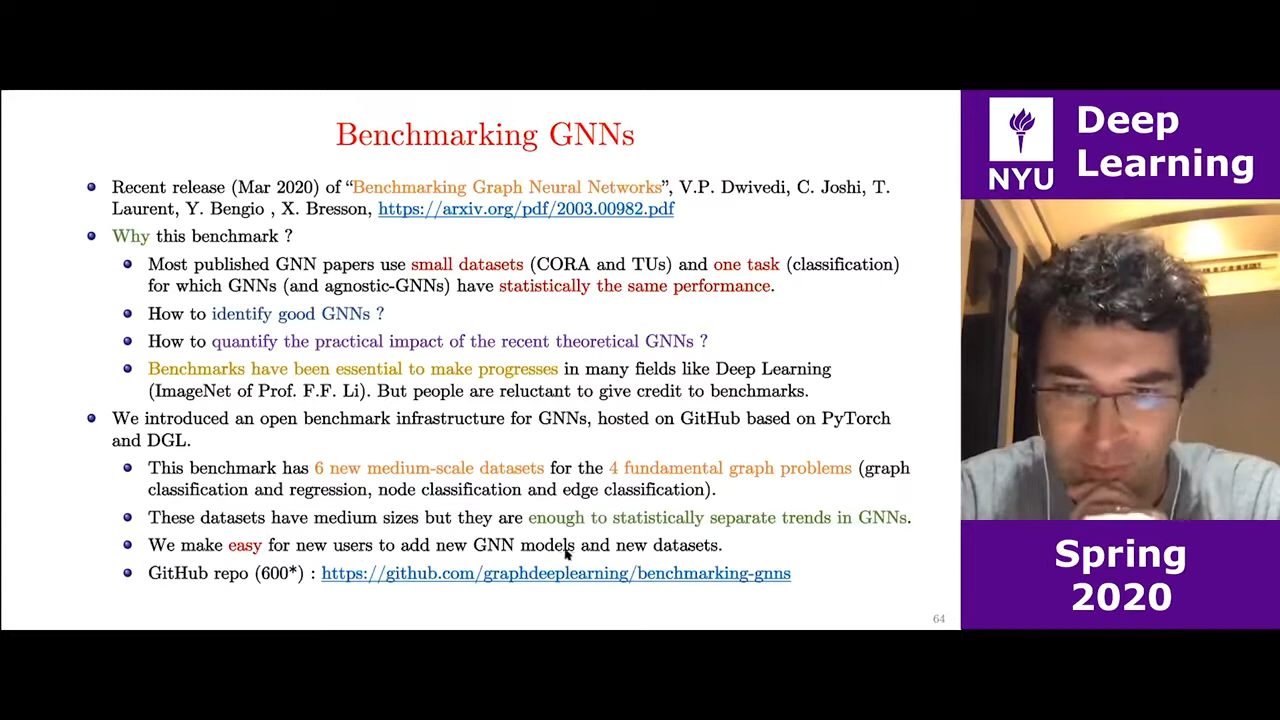 Benchmarking GNNs
Recent release (Mar 2020) of “Benchmarking Graph Neural Networks”, V.P. Dwivedi, C. Joshi, T.
Laurent, Y. Bengio , X. Bresson, https://arxiv.org/pdf/2003.00982.pdf
Why this benchmark ?
Most published GNN papers use small datasets (CORA and TUs) and one task (classification)
for which GNNs (and agnostic-GNNs) have statistically the same performance.
How to identify good GNNs ?
How to quantify the practical impact of the recent theoretical GNNs ?
Benchmarks have been essential to make progresses in many fields like Deep Learning
(ImageNet of Prof. F.F. Li). But people are reluctant to give credit to benchmarks.
We introduced an open benchmark infrastructure for GNNs, hosted on GitHub based on PyTorch
and DGL.
This benchmark has 6 new medium-scale datasets for the 4 fundamental graph problems (graph
classification and regression, node classification and edge classification).
These datasets have medium sizes but they are enough to statistically separate trends in GNNs.
We make easy for new users to add new GNN models and new datasets.
GitHub repo (600*) : https://github.com/graphdeeplearning/benchmarking-gnns
64
NYU
Deep
Learning
Spring
2020